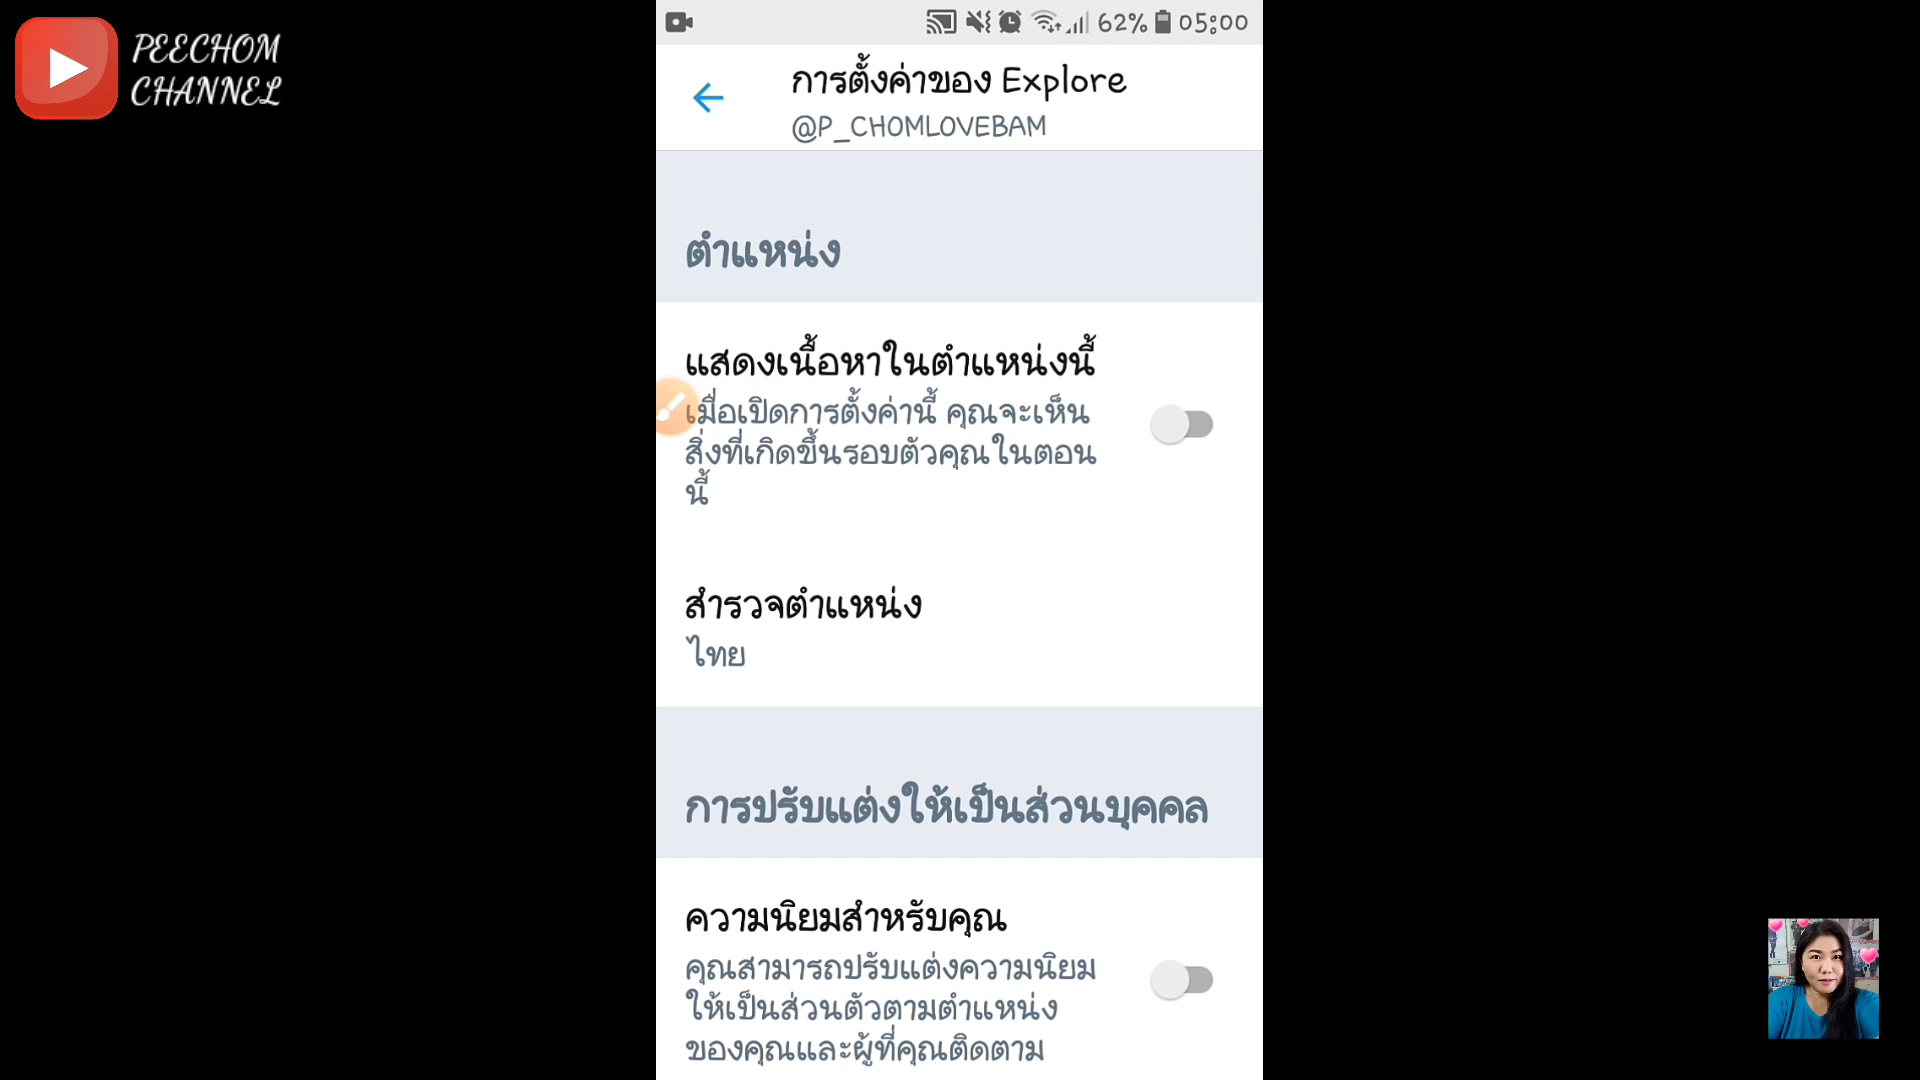 PEECHOM
CHANNEL
62% 05:00
การตั้งค่าของ Explore
@P_CHOMLOVEBAM
ตำแหน่ง
แสดงเนื้อหาในตำแหน่งนี้
เมื่อเปิดการตั้งค่านี้ คุณจะเห็น
สิ่งที่เกิดขึ้นรอบตัวคุณในตอน
นี้
สำรวจตำแหน่ง
ไทย
การปรับแต่งให้เป็นส่วนบุคคล
ความนิยมสำหรับคุณ
คุณสามารถปรับแต่งความนิยม
ให้เป็นส่วนตัวตามตำแหน่ง
ของคุณและผู้ที่คุณติดตาม